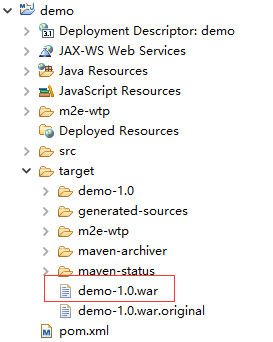 demo
Deployment Descriptor: demo
3.1
JAX-WS Web Services
Java Resources
JavaScript Resources
m2e-wtp
Deployed Resources
src
target
demo-1.0
generated-sources
m2e-wtp
maven-archiver
maven-status
demo-1.0.war
demo-1.0.war.original
pom.xml